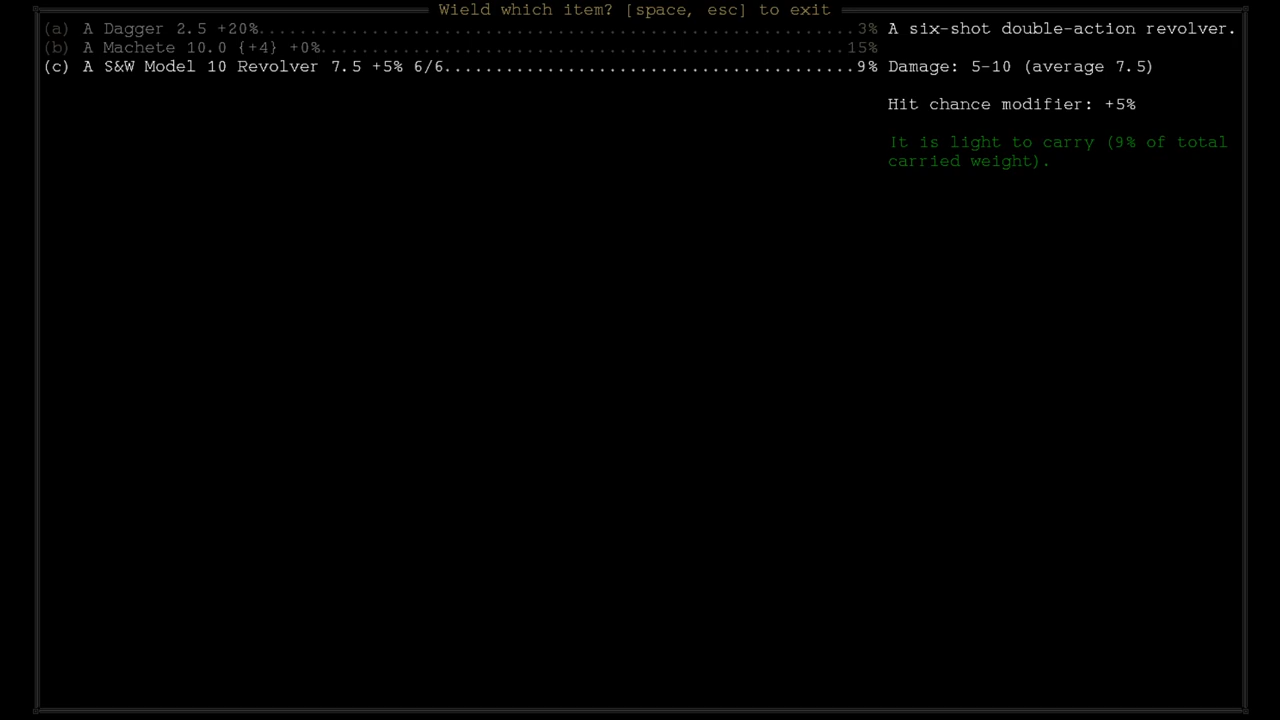 Wield which item? [space, esc] to exit
(a) A Dagger 2.5 +20%..........................................................3% A six-shot double-action revolver.
(b) A Machete 10.0 {+4} +0%...................................................15%
(c) A S&W Model 10 Revolver 7.5 +5% 6/6........................................9% Damage: 5-10 (average 7.5)
Hit chance modifier: +5%
It is light to carry (9% of total
carried weight).